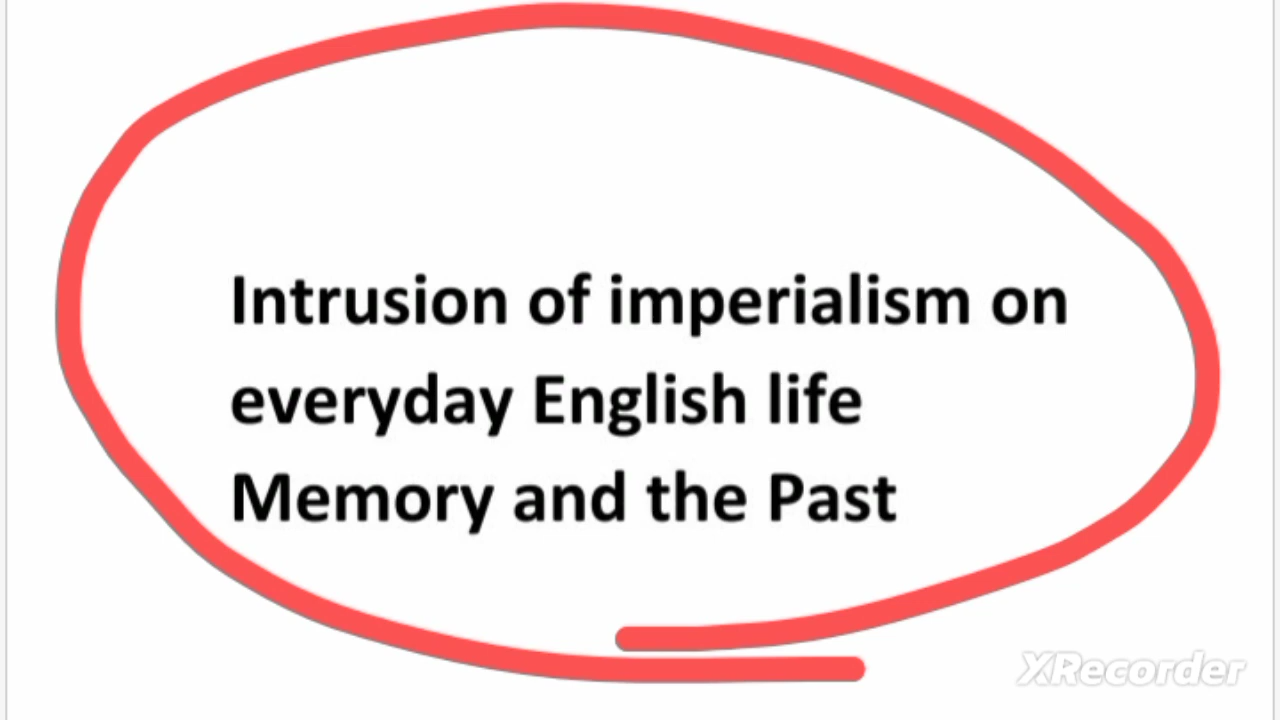 Intrusion of imperialism on
everyday English life
Memory and the Past
XRecorder